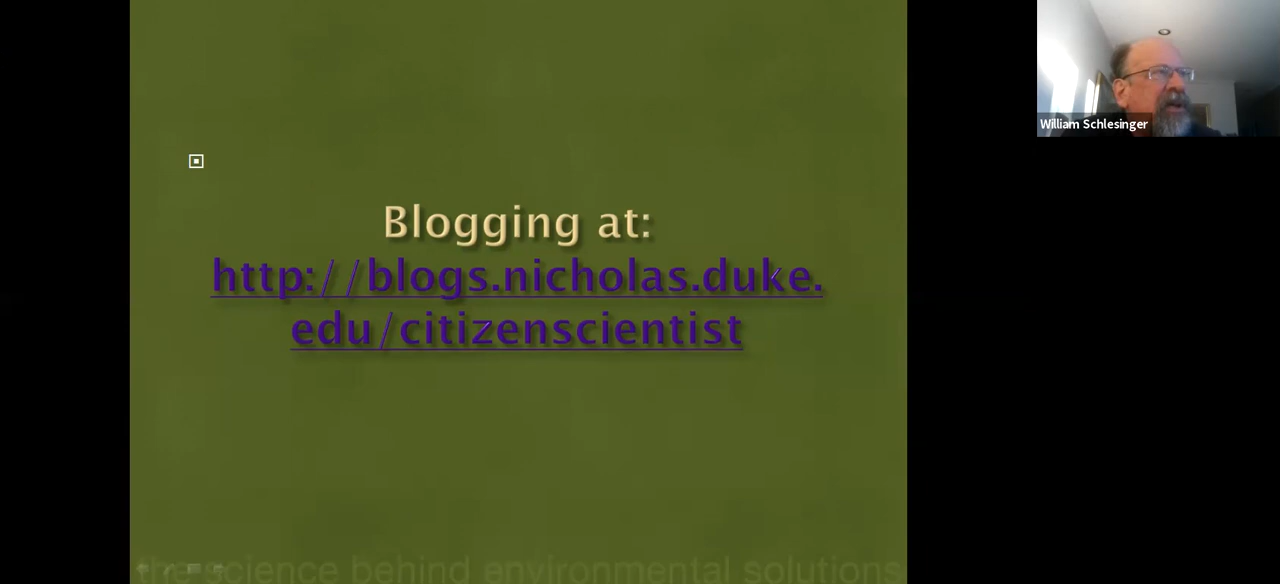 Blogging at:
http://blogs.nicholas.duke.
edu/citizenscientist
the science behind environmental solutions
William Schlesinger